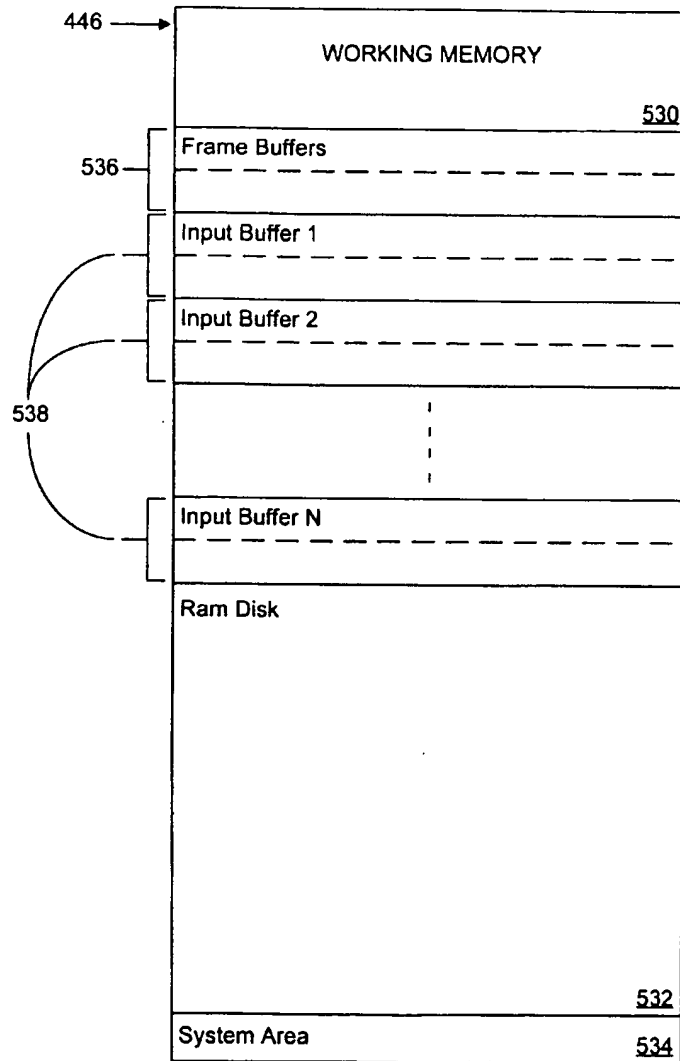 446
WORKING MEMORY
530
Frame Buffers
536
Input Buffer 1
Input Buffer 2
538
Input Buffer N
Ram Disk
532
System Area
534